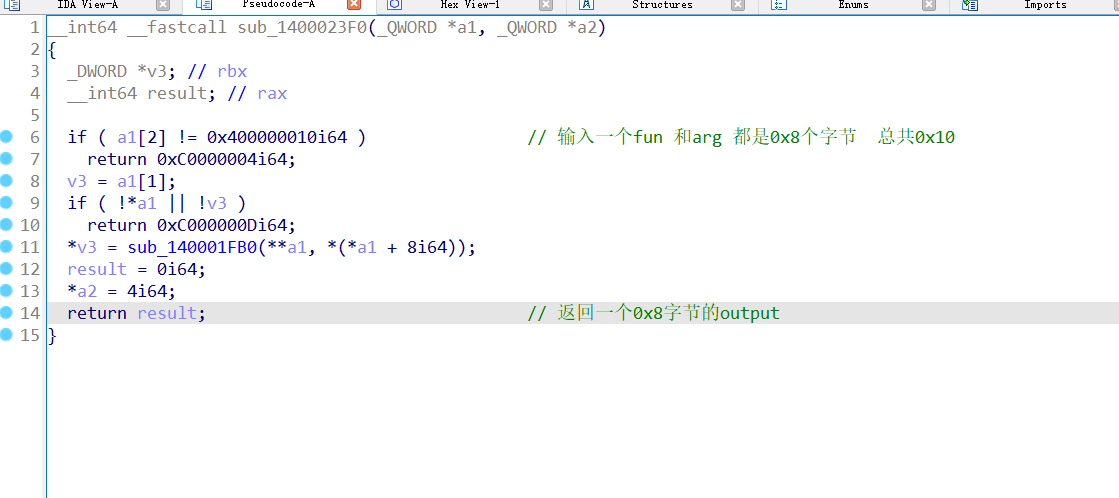 IDA View-A Pseudocode-A Hex View-1 Structures Enums Imports
1 __int64 __fastcall sub_1400023F0(_QWORD *a1, _QWORD *a2)
2 {
3 _DWORD *v3; // rbx
4 __int64 result; // rax
5
6 if ( a1[2] != 0x400000010i64 ) // 输入一个fun 和arg 都是0x8个字节 总共0x10
7 return 0xC0000004i64;
8 v3 = a1[1];
9 if ( !*a1 || !v3 )
10 return 0xC000000Di64;
11 *v3 = sub_140001FB0(**a1, *(*a1 + 8i64));
12 result = 0i64;
13 *a2 = 4i64;
14 return result; // 返回一个0x8字节的output
15 }